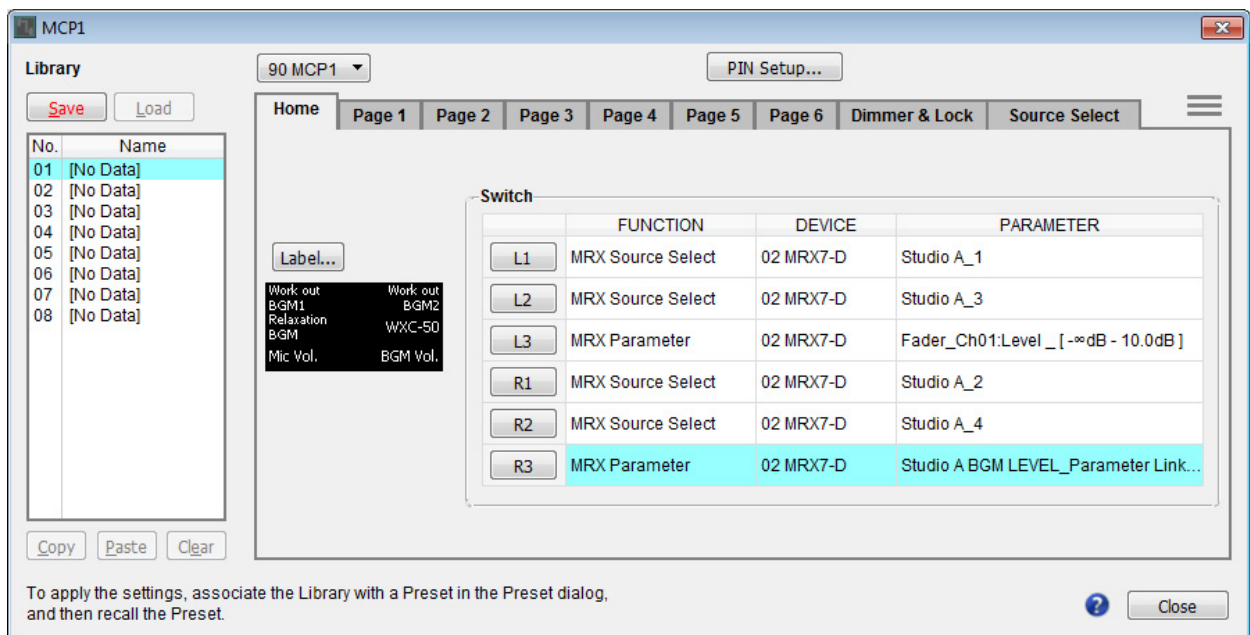 MCP1
Library
90 MCP1
PIN Setup...
Save Load
Home Page 1 Page 2 Page 3 Page 4 Page 5 Page 6 Dimmer & Lock Source Select
No. Name
01 [No Data]
02 [No Data]
03 [No Data]
04 [No Data]
05 [No Data]
06 [No Data]
07 [No Data]
08 [No Data]
Copy Paste Clear
Label...
Work out BGM1 Work out BGM2
Relaxation BGM WXC-50
Mic Vol. BGM Vol.
Switch
FUNCTION DEVICE PARAMETER
L1 MRX Source Select 02 MRX7-D Studio A_1
L2 MRX Source Select 02 MRX7-D Studio A_3
L3 MRX Parameter 02 MRX7-D Fader_Ch01:Level _ [ -∞dB - 10.0dB ]
R1 MRX Source Select 02 MRX7-D Studio A_2
R2 MRX Source Select 02 MRX7-D Studio A_4
R3 MRX Parameter 02 MRX7-D Studio A BGM LEVEL_Parameter Link...
To apply the settings, associate the Library with a Preset in the Preset dialog,
and then recall the Preset.
? Close